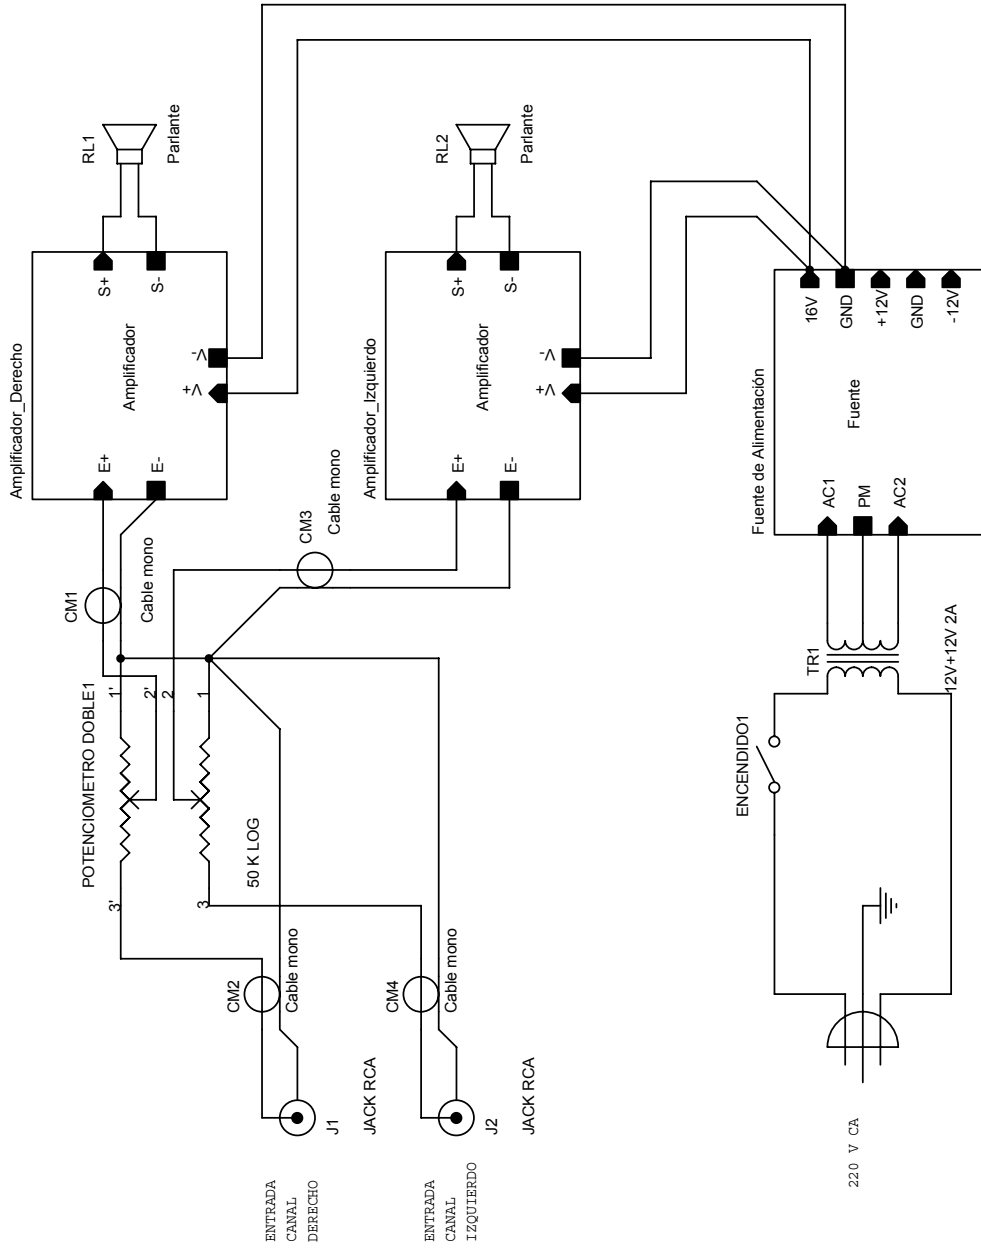 ENTRADA
CANAL
DERECHO
J1
JACK RCA
CM2
Cable mono
POTENCIOMETRO DOBLE1
3'
1'
2'
2
1
3
50 K LOG
CM1
Cable mono
Amplificador_Derecho
E+
E-
Amplificador
V+
V-
S+
S-
RL1
Parlante
ENTRADA
CANAL
IZQUIERDO
J2
JACK RCA
CM4
Cable mono
CM3
Cable mono
Amplificador_Izquierdo
E+
E-
Amplificador
V+
V-
S+
S-
RL2
Parlante
220 V CA
ENCENDIDO1
TR1
12V+12V 2A
Fuente de Alimentación
AC1
PM
AC2
Fuente
16V
GND
+12V
GND
-12V